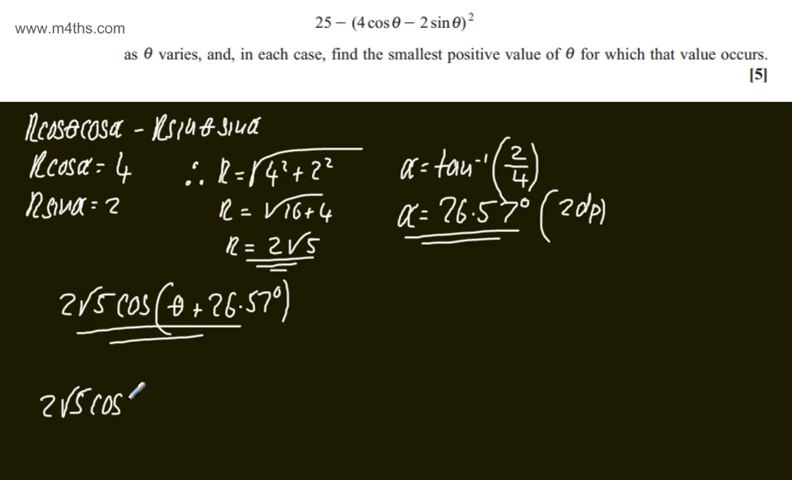 www.m4ths.com
25 − (4 cos θ − 2 sin θ)²
as θ varies, and, in each case, find the smallest positive value of θ for which that value occurs.
[5]
Rcosθcosα − Rsinθsinα
Rcosα = 4 ∴ R = √4² + 2² α = tan⁻¹(2/4)
Rsinα = 2 R = √16+4 α = 26.57° (2dp)
R = 2√5
2√5 cos(θ + 26.57°)
2√5 cos